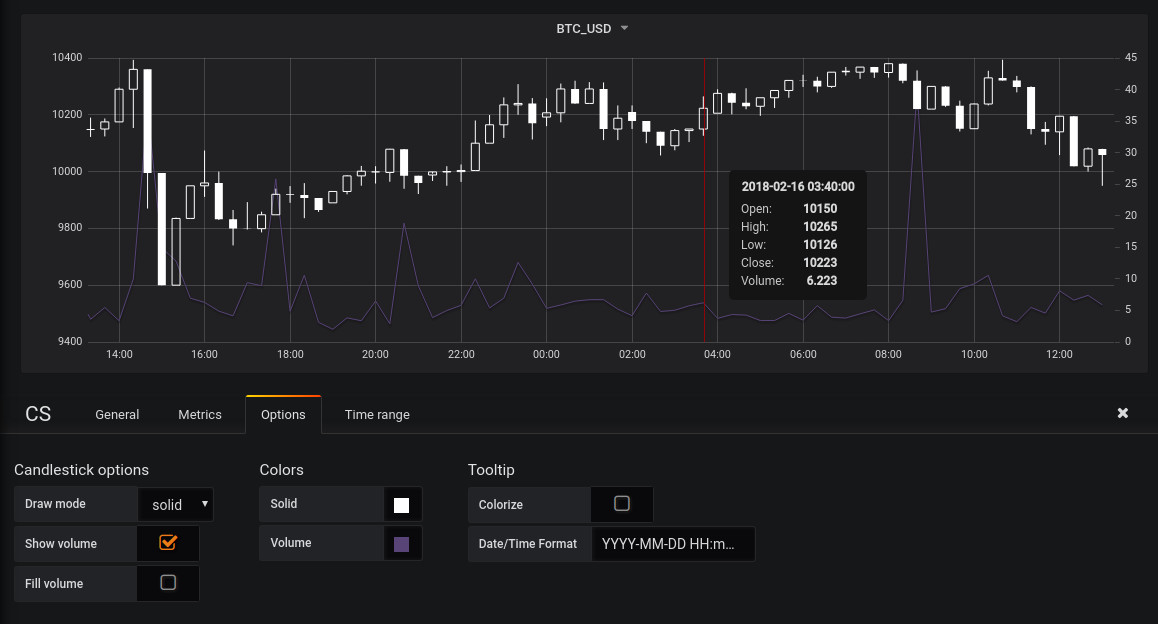 BTC_USD
10400
10200
10000
9800
9600
9400
45
40
35
30
25
20
15
10
5
0
14:00 16:00 18:00 20:00 22:00 00:00 02:00 04:00 06:00 08:00 10:00 12:00
2018-02-16 03:40:00
Open: 10150
High: 10265
Low: 10126
Close: 10223
Volume: 6.223
CS General Metrics Options Time range
Candlestick options
Draw mode solid
Show volume
Fill volume
Colors
Solid
Volume
Tooltip
Colorize
Date/Time Format YYYY-MM-DD HH:m...